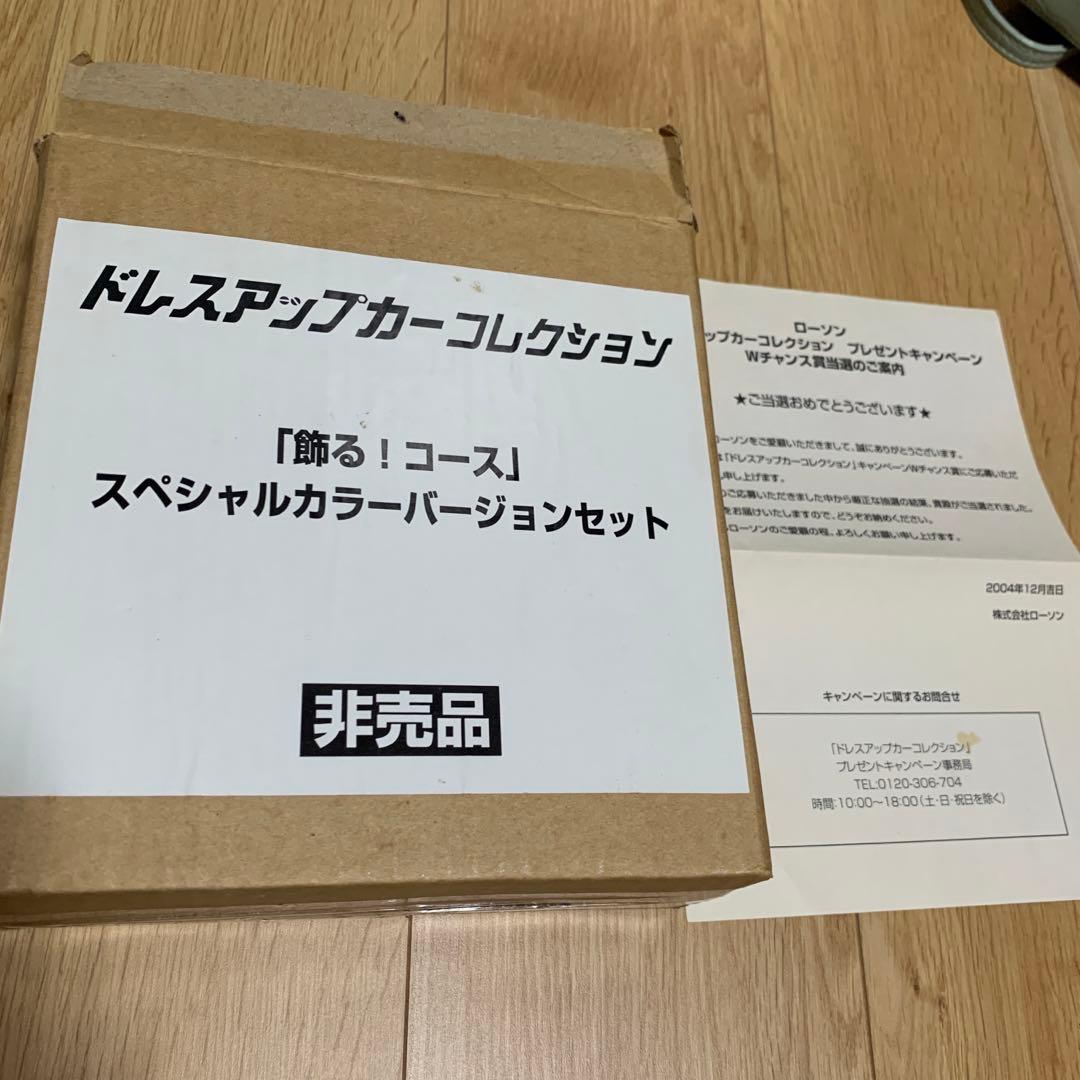 ドレスアップカーコレクション
「飾る！コース」
スペシャルカラーバージョンセット
非売品
ローソン
ップカーコレクション プレゼントキャンペーン
Wチャンス賞当選のご案内
★ご当選おめでとうございます★
ローソンをご愛顧いただきまして、誠にありがとうございます。
は「ドレスアップカーコレクション」キャンペーンWチャンス賞にご応募いただ
申し上げます。
ご応募いただきました中から厳正な抽選の結果、貴殿がご当選されました。
をお届けいたしますので、どうぞお納めください。
ローソンのご愛顧の程、よろしくお願い申し上げます。
2004年12月吉日
株式会社ローソン
キャンペーンに関するお問合せ
「ドレスアップカーコレクション」
プレゼントキャンペーン事務局
TEL:0120-306-704
時間:10:00～18:00(土・日・祝日を除く)